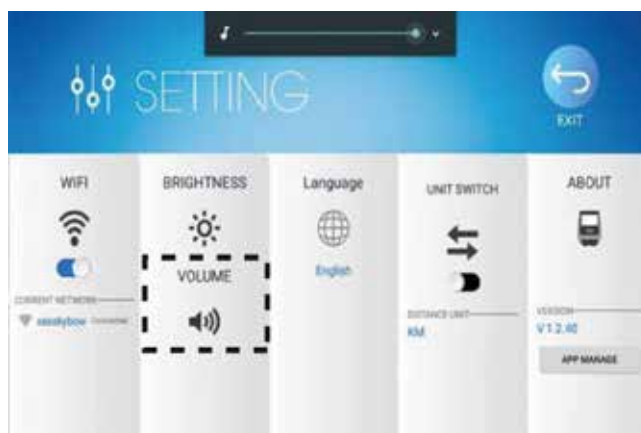 SETTING
EXIT
WIFI
BRIGHTNESS
VOLUME
Language
English
UNIT SWITCH
DISTANCE UNIT
KM
ABOUT
VERSION
V 1.2.40
APP MANAGE
CURRENT NETWORK